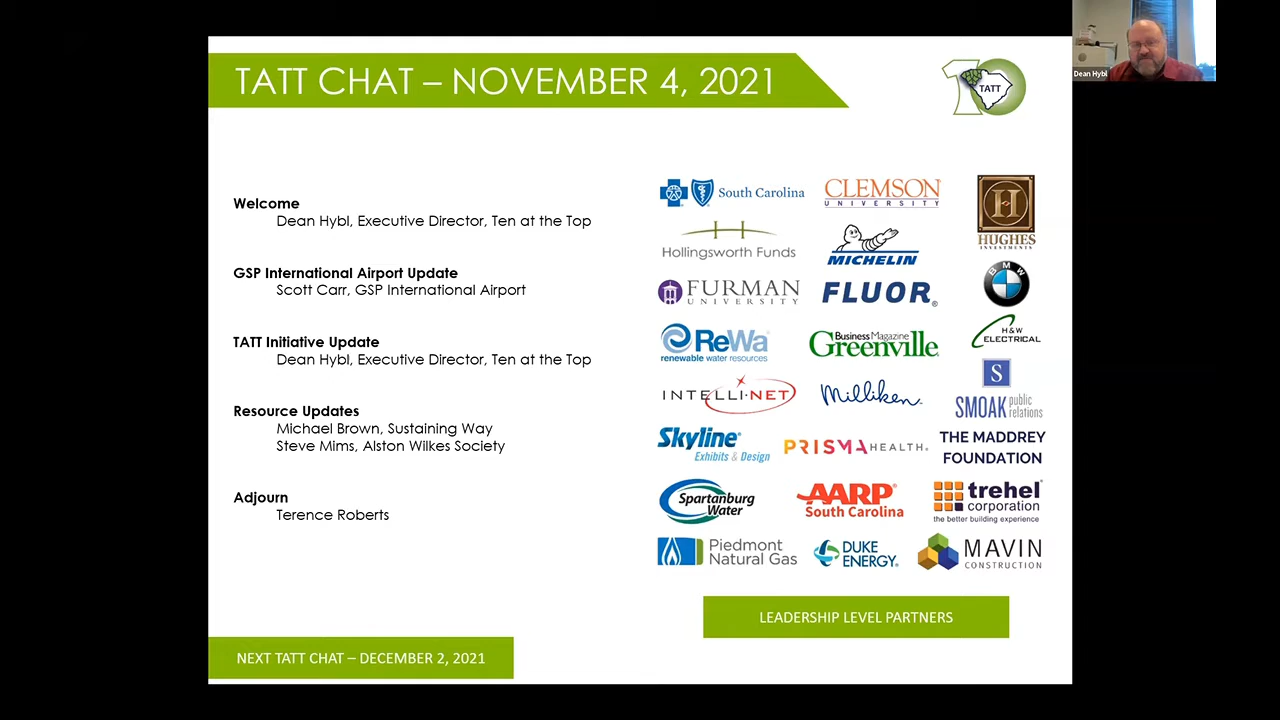 TATT CHAT – NOVEMBER 4, 2021
TATT
Dean Hybl
Welcome
Dean Hybl, Executive Director, Ten at the Top
GSP International Airport Update
Scott Carr, GSP International Airport
TATT Initiative Update
Dean Hybl, Executive Director, Ten at the Top
Resource Updates
Michael Brown, Sustaining Way
Steve Mims, Alston Wilkes Society
Adjourn
Terence Roberts
South Carolina
CLEMSON
UNIVERSITY
H
HUGHES
INVESTMENTS
Hollingsworth Funds
MICHELIN
BMW
FURMAN
UNIVERSITY
FLUOR®
ReWa
renewable water resources
Business Magazine
Greenville
H&W
ELECTRICAL
INTELLI·NET
Milliken
S
SMOAK public
relations
Skyline
Exhibits & Design
PRISMA HEALTH
THE MADDREY
FOUNDATION
Spartanburg
Water
AARP
South Carolina
trehel
corporation
the better building experience
Piedmont
Natural Gas
DUKE
ENERGY
MAVIN
CONSTRUCTION
LEADERSHIP LEVEL PARTNERS
NEXT TATT CHAT – DECEMBER 2, 2021